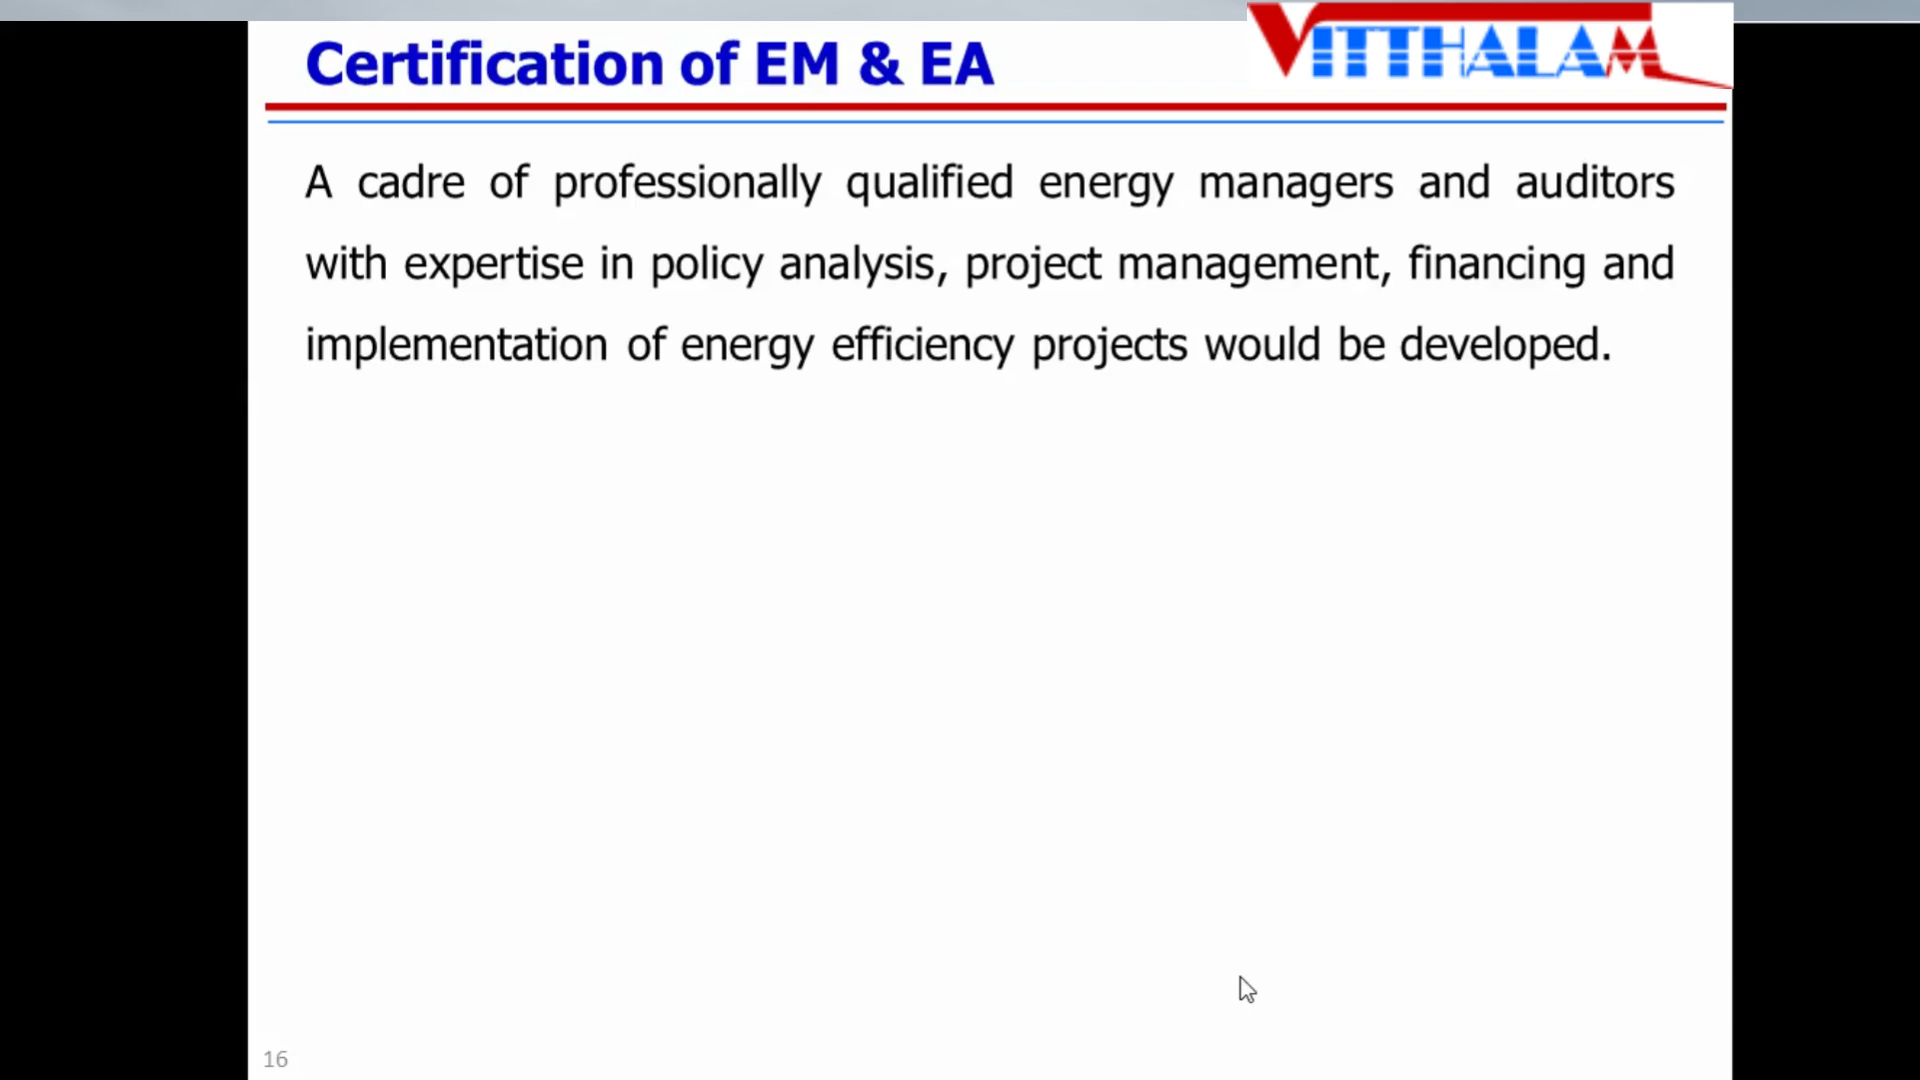 Certification of EM & EA
VITTHALAM
A cadre of professionally qualified energy managers and auditors
with expertise in policy analysis, project management, financing and
implementation of energy efficiency projects would be developed.
16